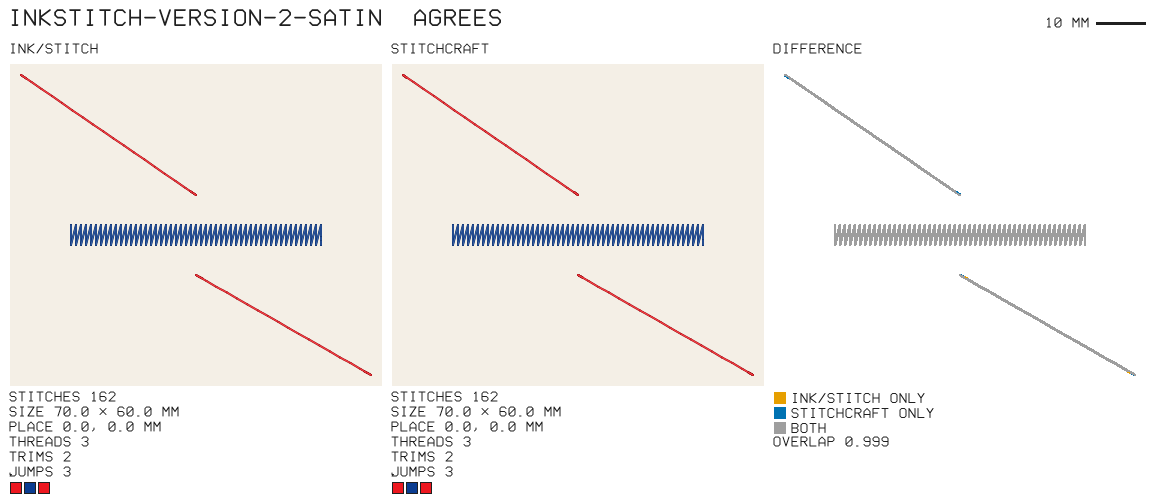 INKSTITCH-VERSION-2-SATIN AGREES
10 MM
INK/STITCH
STITCHCRAFT
DIFFERENCE
STITCHES 162
SIZE 70.0 × 60.0 MM
PLACE 0.0, 0.0 MM
THREADS 3
TRIMS 2
JUMPS 3
STITCHES 162
SIZE 70.0 × 60.0 MM
PLACE 0.0, 0.0 MM
THREADS 3
TRIMS 2
JUMPS 3
INK/STITCH ONLY
STITCHCRAFT ONLY
BOTH
OVERLAP 0.999